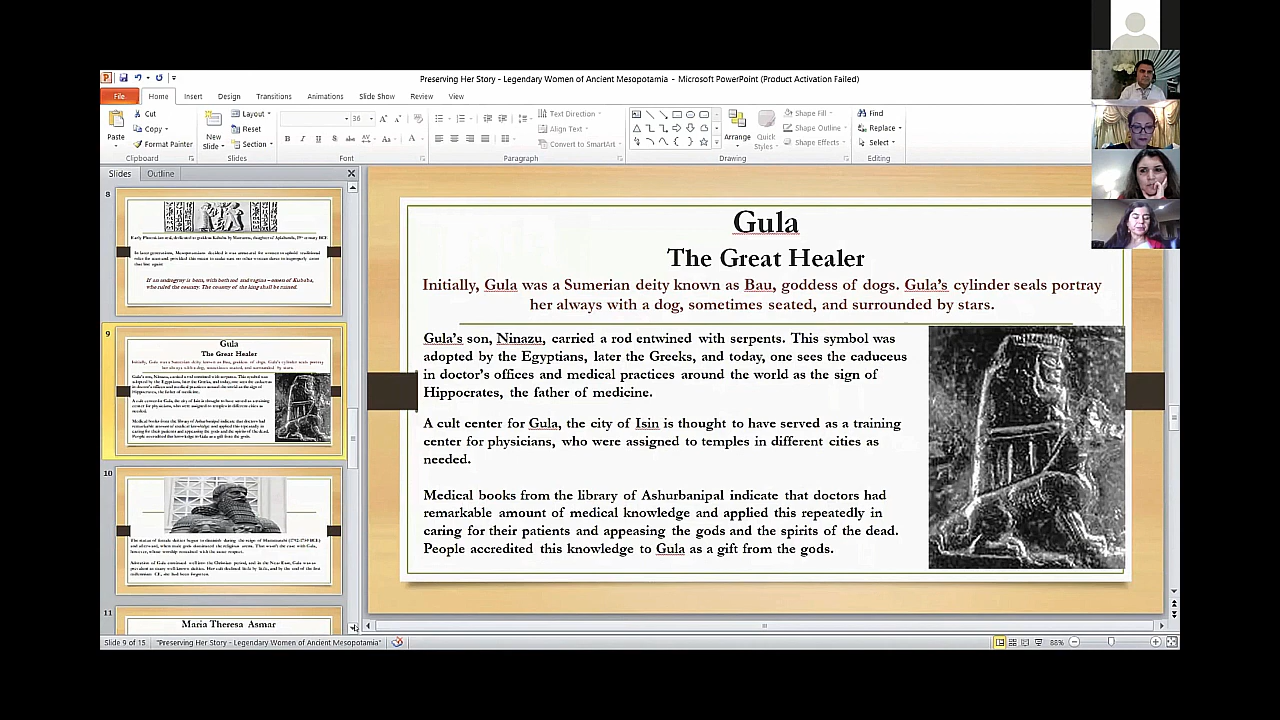 Preserving Her Story - Legendary Women of Ancient Mesopotamia - Microsoft PowerPoint (Product Activation Failed)
File Home Insert Design Transitions Animations Slide Show Review View
Cut
Copy
Format Painter
Paste
Clipboard
New
Slide
Layout
Reset
Section
Slides
36
Font
Text Direction
Align Text
Convert to SmartArt
Paragraph
Arrange
Quick
Styles
Shape Fill
Shape Outline
Shape Effects
Drawing
Find
Replace
Select
Editing
Slides Outline
8
9
Gula
The Great Healer
10
11
Maria Theresa Asmar
Gula
The Great Healer
Initially, Gula was a Sumerian deity known as Bau, goddess of dogs. Gula's cylinder seals portray
her always with a dog, sometimes seated, and surrounded by stars.
Gula's son, Ninazu, carried a rod entwined with serpents. This symbol was
adopted by the Egyptians, later the Greeks, and today, one sees the caduceus
in doctor's offices and medical practices around the world as the sign of
Hippocrates, the father of medicine.
A cult center for Gula, the city of Isin is thought to have served as a training
center for physicians, who were assigned to temples in different cities as
needed.
Medical books from the library of Ashurbanipal indicate that doctors had
remarkable amount of medical knowledge and applied this repeatedly in
caring for their patients and appeasing the gods and the spirits of the dead.
People accredited this knowledge to Gula as a gift from the gods.
Slide 9 of 15 "Preserving Her Story - Legendary Women of Ancient Mesopotamia" 86%